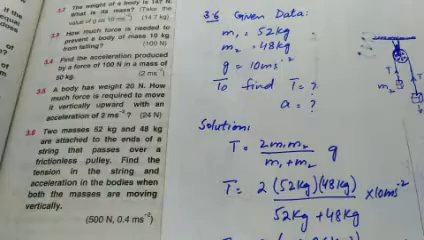 3.2 The weight of a body is 147 N.
what is its mass? (Take the
value of g as 10 ms⁻²) (14.7 kg)
3.3 How much force is needed to
prevent a body of mass 10 kg
from falling? (100 N)
3.4 Find the acceleration produced
by a force of 100 N in a mass of
50 kg. (2 ms⁻²)
3.5 A body has weight 20 N. How
much force is required to move
it vertically upward with an
acceleration of 2 ms⁻²? (24 N)
3.6 Two masses 52 kg and 48 kg
are attached to the ends of a
string that passes over a
frictionless pulley. Find the
tension in the string and
acceleration in the bodies when
both the masses are moving
vertically.
(500 N, 0.4 ms⁻²)
3.6 Given Data:
m₁ = 52kg
m₂ = 48kg
g = 10ms⁻²
To find T = ?
a = ?
Solution:
T = 2m₁m₂ / m₁+m₂ g
T = 2(52kg)(48kg) / 52kg+48kg ×10ms⁻²
T
T
m₂